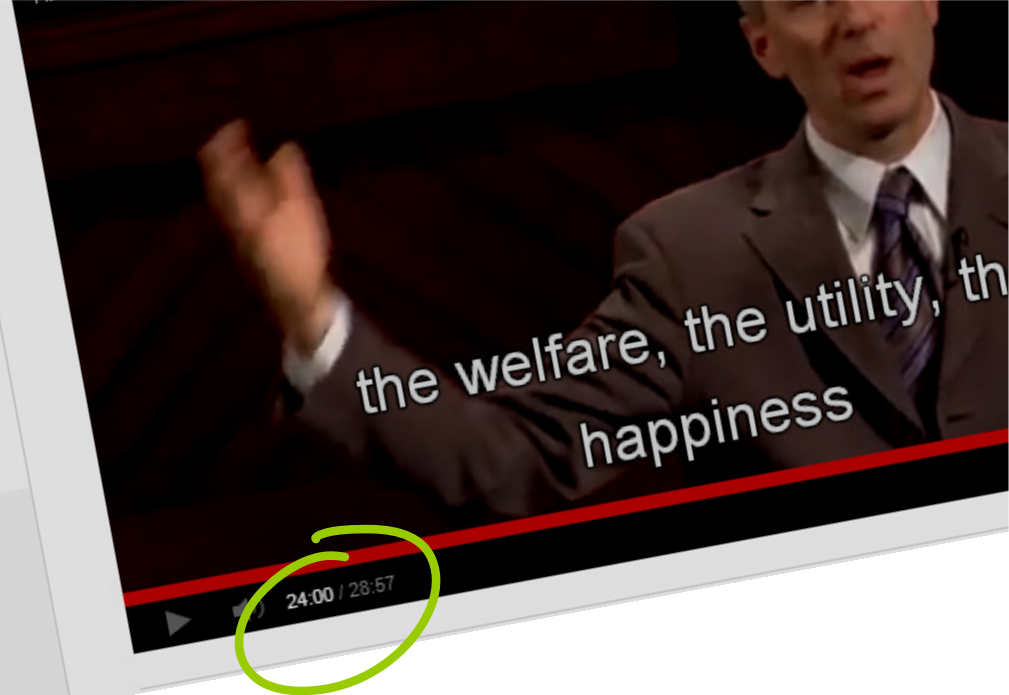 the welfare, the utility, th
happiness
24:00 / 28:57